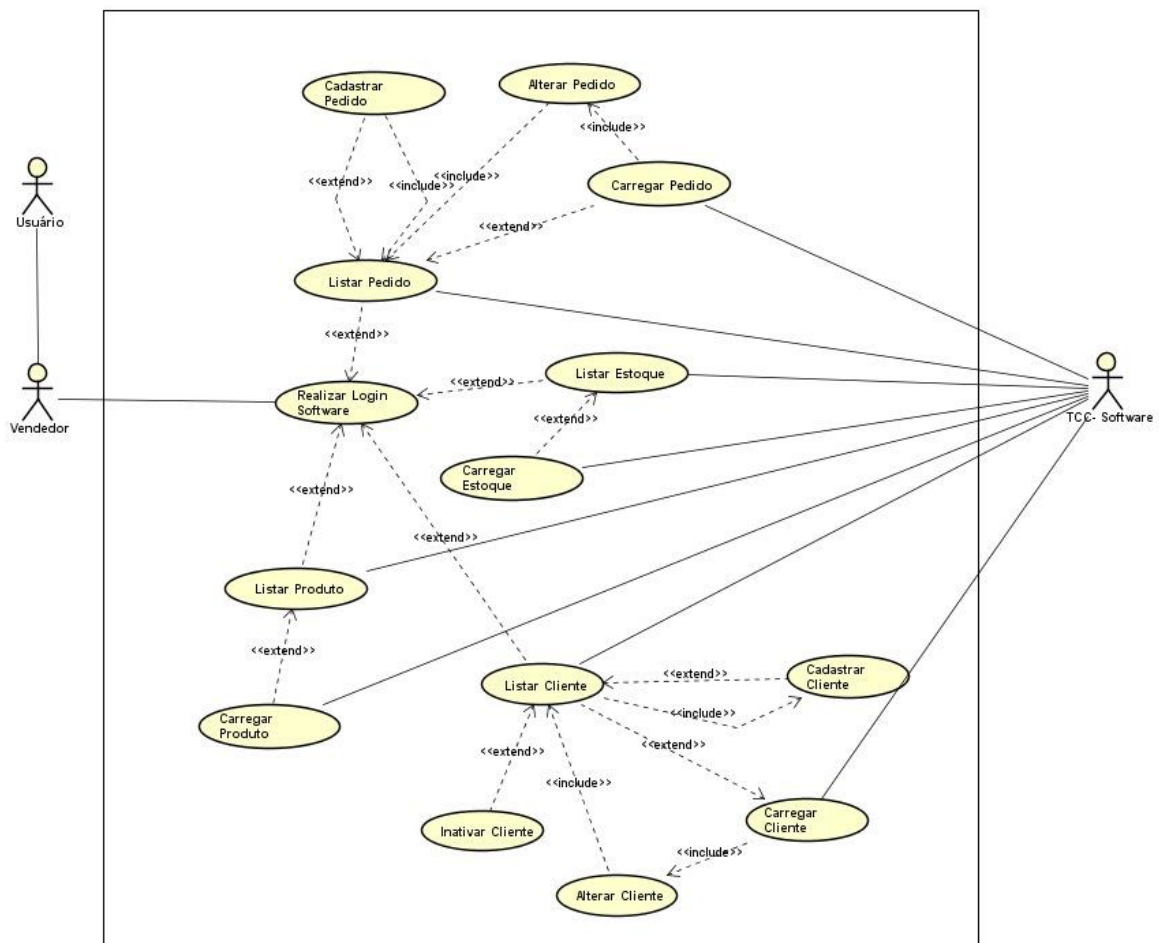 Cadastrar
Pedido
Alterar Pedido
<<include>>
Carregar Pedido
<<extend>>
<<include>>
<<include>>
Usuário
<<extend>>
Listar Pedido
<<extend>>
Listar Estoque
<<extend>>
Realizar Login
Software
Vendedor
TCC- Software
<<extend>>
Carregar
Estoque
<<extend>>
<<extend>>
Listar Produto
<<extend>>
Listar Cliente
<<extend>>
Cadastrar
Cliente
<<include>>
Carregar
Produto
<<extend>>
<<extend>>
<<include>>
Inativar Cliente
Carregar
Cliente
<<include>>
Alterar Cliente